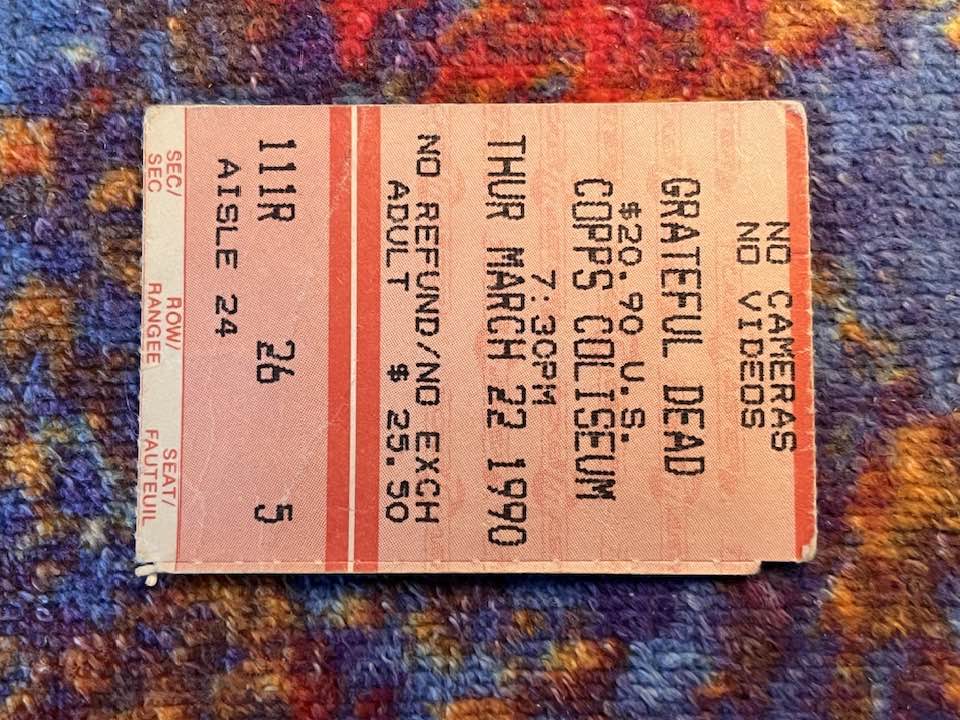 NO CAMERAS
NO VIDEOS
GRATEFUL DEAD
$20.90 U.S.
COPPS COLISEUM
7:30PM
THUR MARCH 22 1990
NO REFUND/NO EXCH
ADULT $ 25.50
111R 26 5
AISLE 24
SEC/ ROW/ SEAT/
SEC RANGEE FAUTEUIL